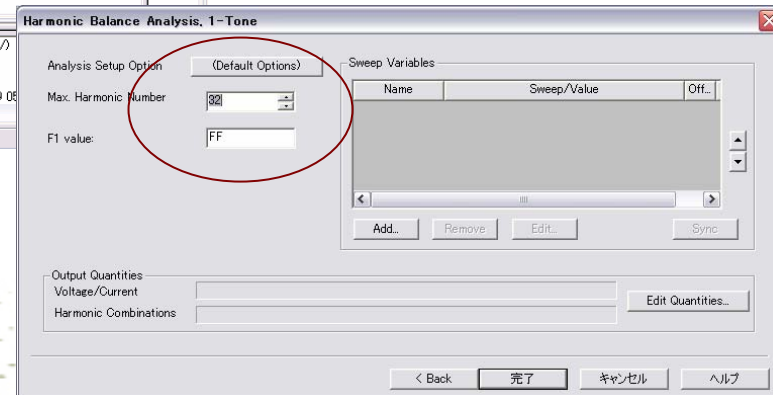 Harmonic Balance Analysis, 1-Tone
Analysis Setup Option
(Default Options)
Max. Harmonic Number
32
F1 value:
FF
Sweep Variables
Name
Sweep/Value
Off...
Add...
Remove
Edit...
Sync
Output Quantities
Voltage/Current
Harmonic Combinations
Edit Quantities...
< Back
完了
キャンセル
ヘルプ